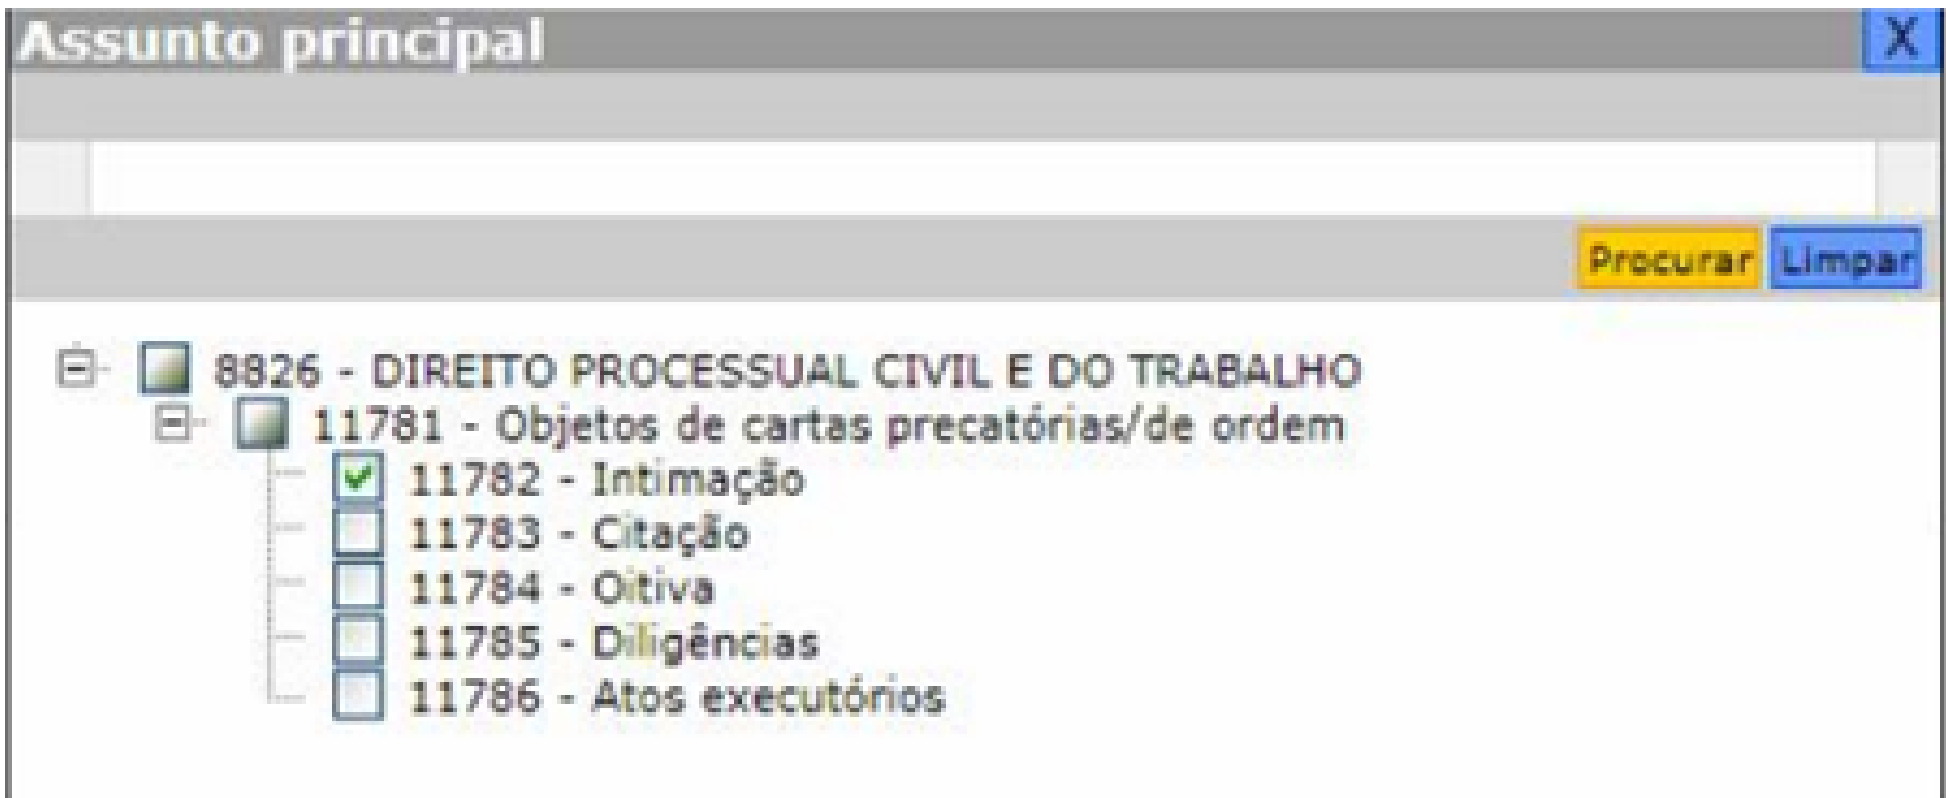 Assunto principal
X
Procurar Limpar
8826 - DIREITO PROCESSUAL CIVIL E DO TRABALHO
11781 - Objetos de cartas precatórias/de ordem
11782 - Intimação
11783 - Citação
11784 - Oitiva
11785 - Diligências
11786 - Atos executórios